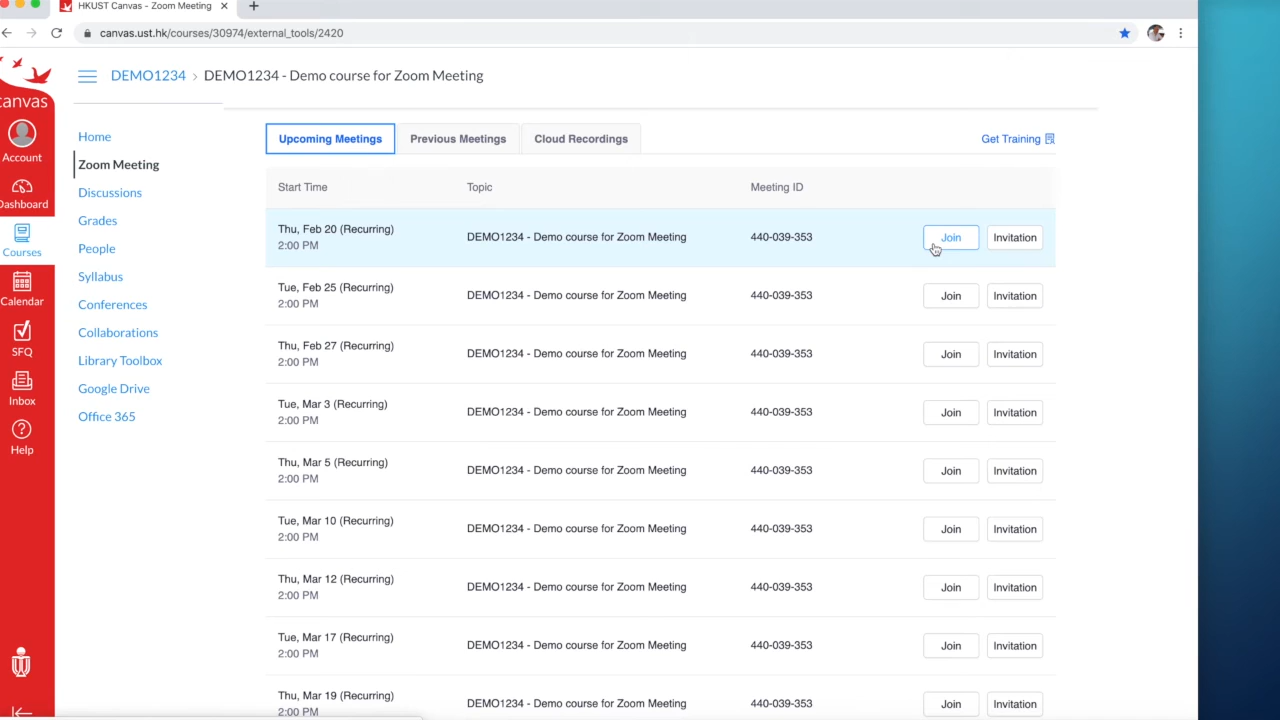 HKUST Canvas - Zoom Meeting
canvas.ust.hk/courses/30974/external_tools/2420
canvas
Account
Dashboard
Courses
Calendar
SFQ
Inbox
Help
DEMO1234 › DEMO1234 - Demo course for Zoom Meeting
Home
Zoom Meeting
Discussions
Grades
People
Syllabus
Conferences
Collaborations
Library Toolbox
Google Drive
Office 365
Upcoming Meetings Previous Meetings Cloud Recordings Get Training
Start Time Topic Meeting ID
Thu, Feb 20 (Recurring)
2:00 PM
DEMO1234 - Demo course for Zoom Meeting 440-039-353 Join Invitation
Tue, Feb 25 (Recurring)
2:00 PM
DEMO1234 - Demo course for Zoom Meeting 440-039-353 Join Invitation
Thu, Feb 27 (Recurring)
2:00 PM
DEMO1234 - Demo course for Zoom Meeting 440-039-353 Join Invitation
Tue, Mar 3 (Recurring)
2:00 PM
DEMO1234 - Demo course for Zoom Meeting 440-039-353 Join Invitation
Thu, Mar 5 (Recurring)
2:00 PM
DEMO1234 - Demo course for Zoom Meeting 440-039-353 Join Invitation
Tue, Mar 10 (Recurring)
2:00 PM
DEMO1234 - Demo course for Zoom Meeting 440-039-353 Join Invitation
Thu, Mar 12 (Recurring)
2:00 PM
DEMO1234 - Demo course for Zoom Meeting 440-039-353 Join Invitation
Tue, Mar 17 (Recurring)
2:00 PM
DEMO1234 - Demo course for Zoom Meeting 440-039-353 Join Invitation
Thu, Mar 19 (Recurring)
2:00 PM
DEMO1234 - Demo course for Zoom Meeting 440-039-353 Join Invitation